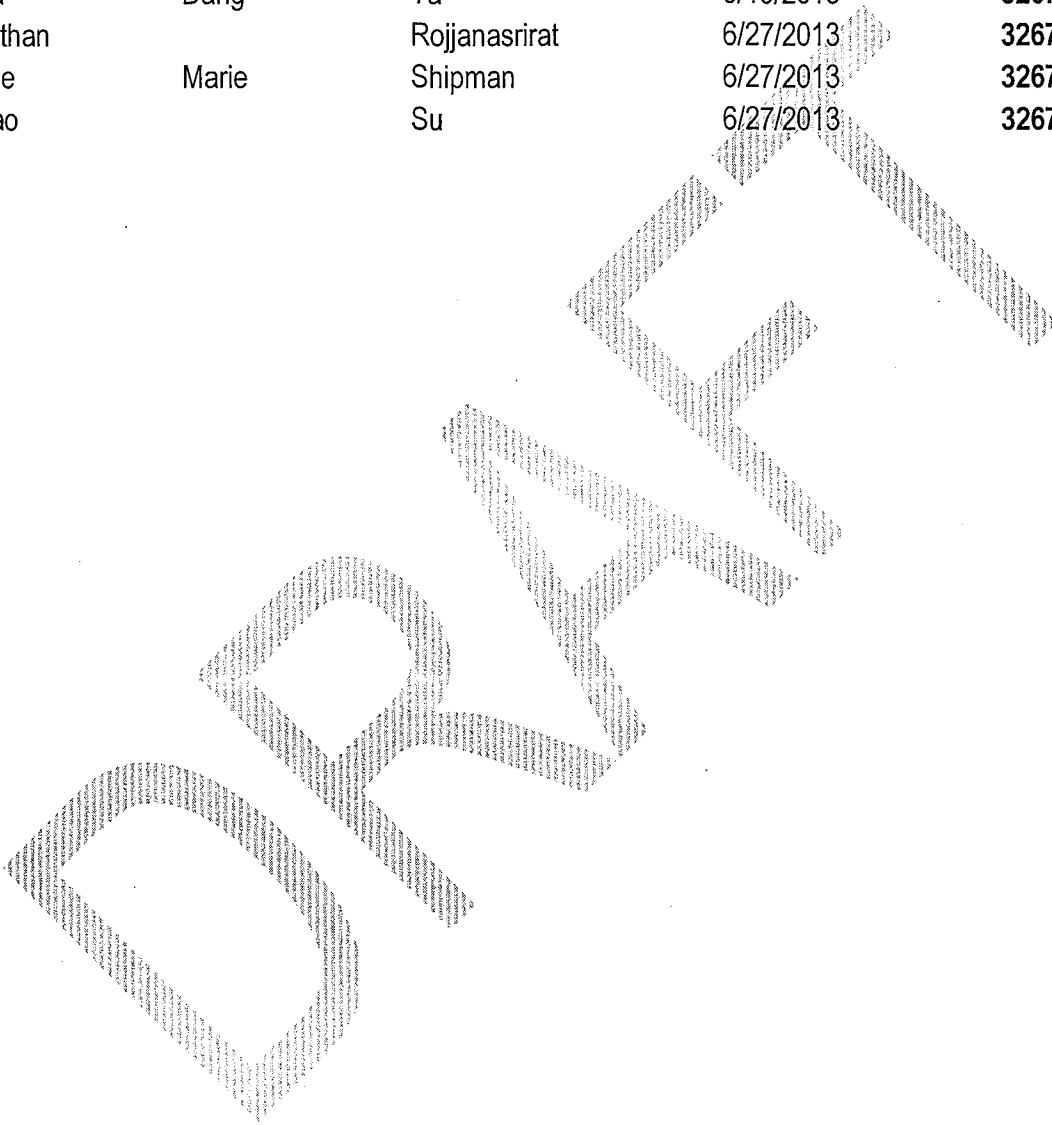 than Rojjanasrirat 6/27/2013 3267
e Marie Shipman 6/27/2013 3267
ao Su 6/27/2013 3267
DRAFT